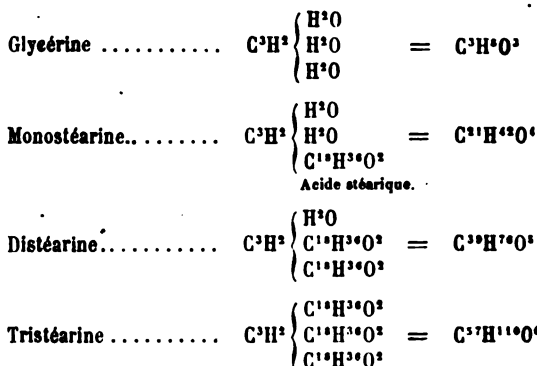 H²O
Glycérine ........... C³H² { H²O = C³H⁸O³
H²O
H²O
Monostéarine.. ........ C³H² { H²O = C²¹H⁴²O⁴
C¹⁸H³⁶O²
Acide stéarique.
H²O
Distéarine ........... C³H² { C¹⁸H³⁶O² = C³⁹H⁷⁶O⁵
C¹⁸H³⁶O²
C¹⁸H³⁶O²
Tristéarine .......... C³H² { C¹⁸H³⁶O² = C⁵⁷H¹¹⁰O⁶
C¹⁸H³⁶O²